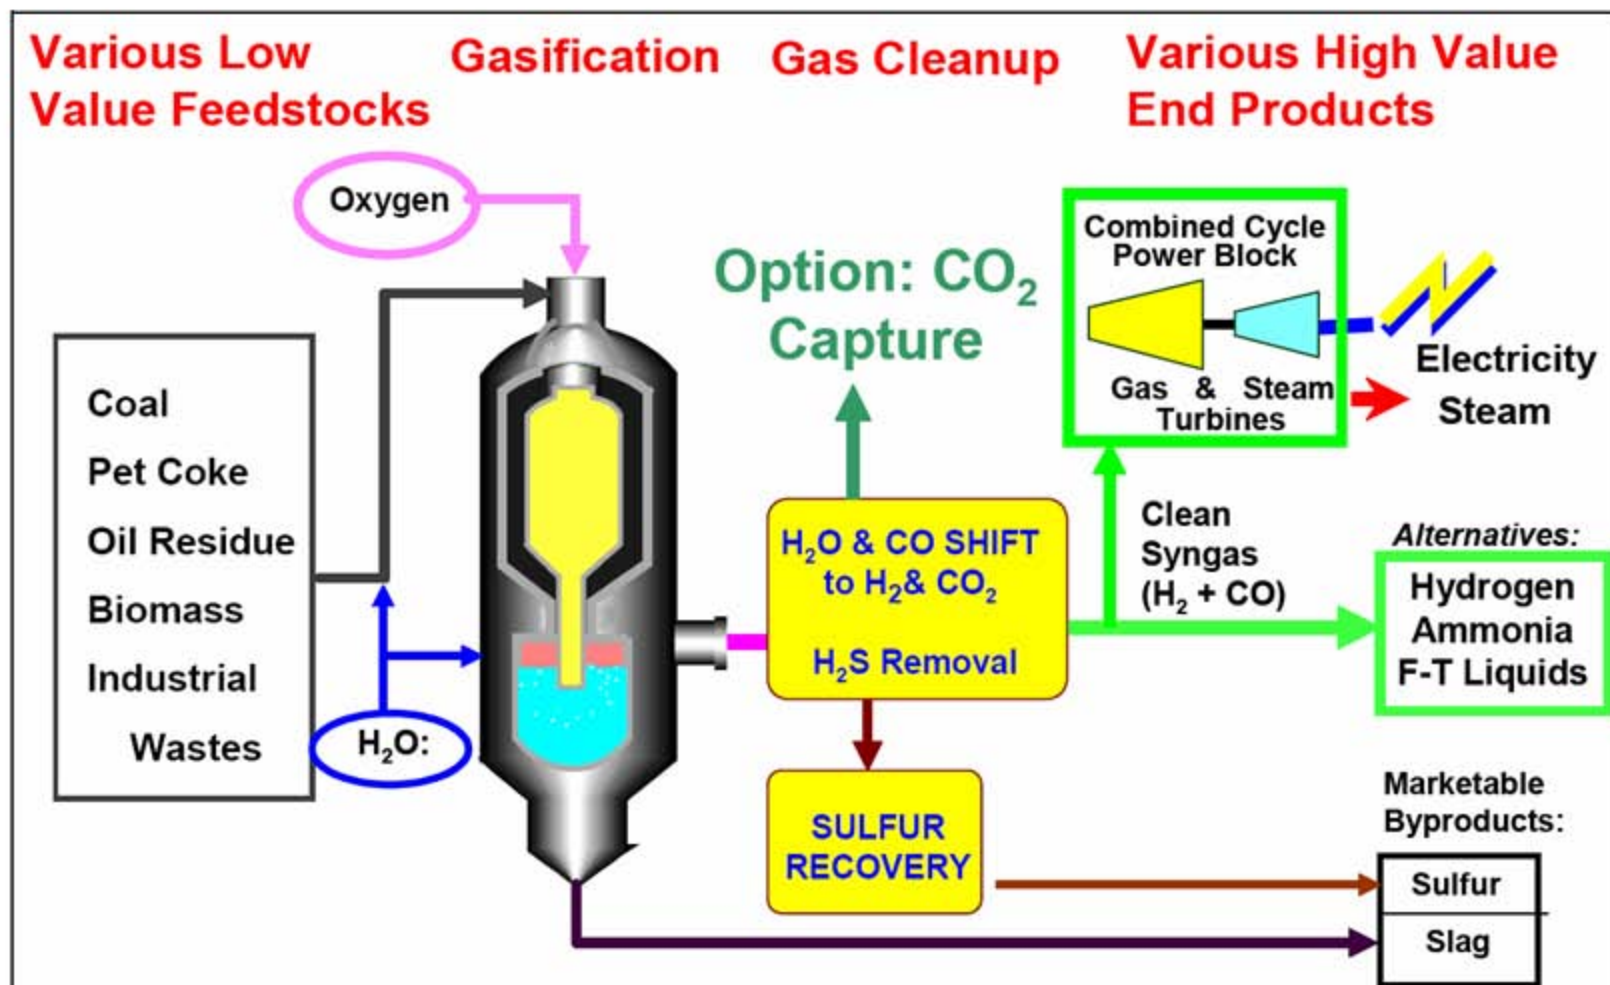 Various Low
Value Feedstocks
Gasification
Gas Cleanup
Various High Value
End Products
Oxygen
Coal
Pet Coke
Oil Residue
Biomass
Industrial
Wastes
H₂O:
Option: CO₂
Capture
H₂O & CO SHIFT
to H₂& CO₂
H₂S Removal
SULFUR
RECOVERY
Combined Cycle
Power Block
Gas & Steam
Turbines
Electricity
Steam
Clean
Syngas
(H₂ + CO)
Alternatives:
Hydrogen
Ammonia
F-T Liquids
Marketable
Byproducts:
Sulfur
Slag